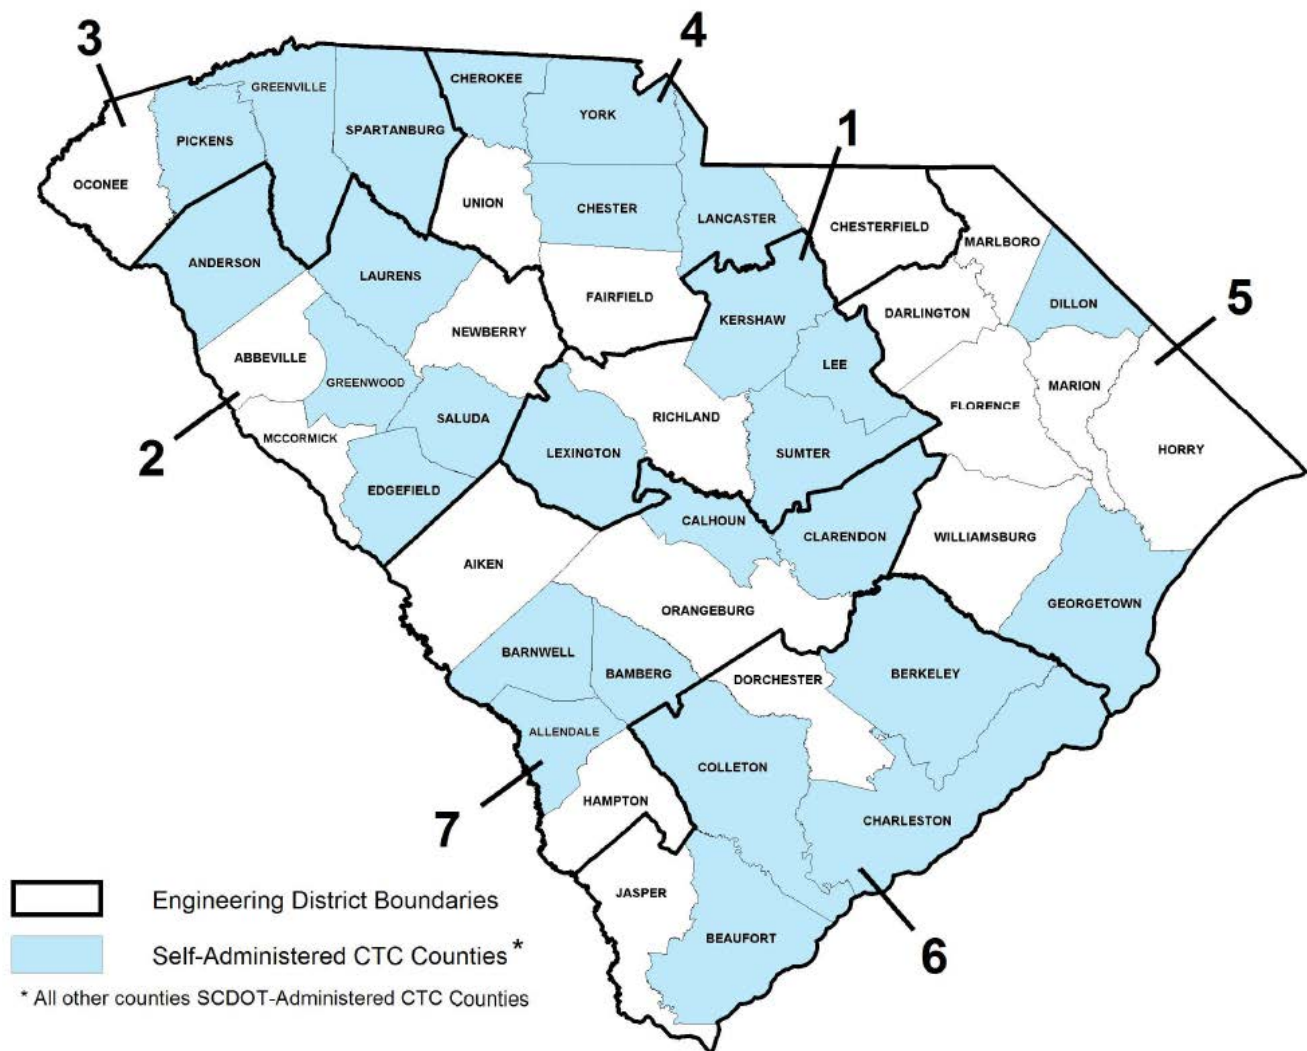 3
4
CHEROKEE
GREENVILLE
YORK
SPARTANBURG
PICKENS
1
OCONEE
UNION
CHESTER
LANCASTER
CHESTERFIELD
MARLBORO
ANDERSON
LAURENS
FAIRFIELD
KERSHAW
DARLINGTON
DILLON
5
NEWBERRY
ABBEVILLE
GREENWOOD
LEE
MARION
2
SALUDA
RICHLAND
FLORENCE
MCCORMICK
LEXINGTON
SUMTER
HORRY
EDGEFIELD
CALHOUN
CLARENDON
WILLIAMSBURG
AIKEN
ORANGEBURG
GEORGETOWN
BARNWELL
BAMBERG
DORCHESTER
BERKELEY
ALLENDALE
COLLETON
7
HAMPTON
CHARLESTON
JASPER
BEAUFORT
6
Engineering District Boundaries
Self-Administered CTC Counties *
* All other counties SCDOT-Administered CTC Counties